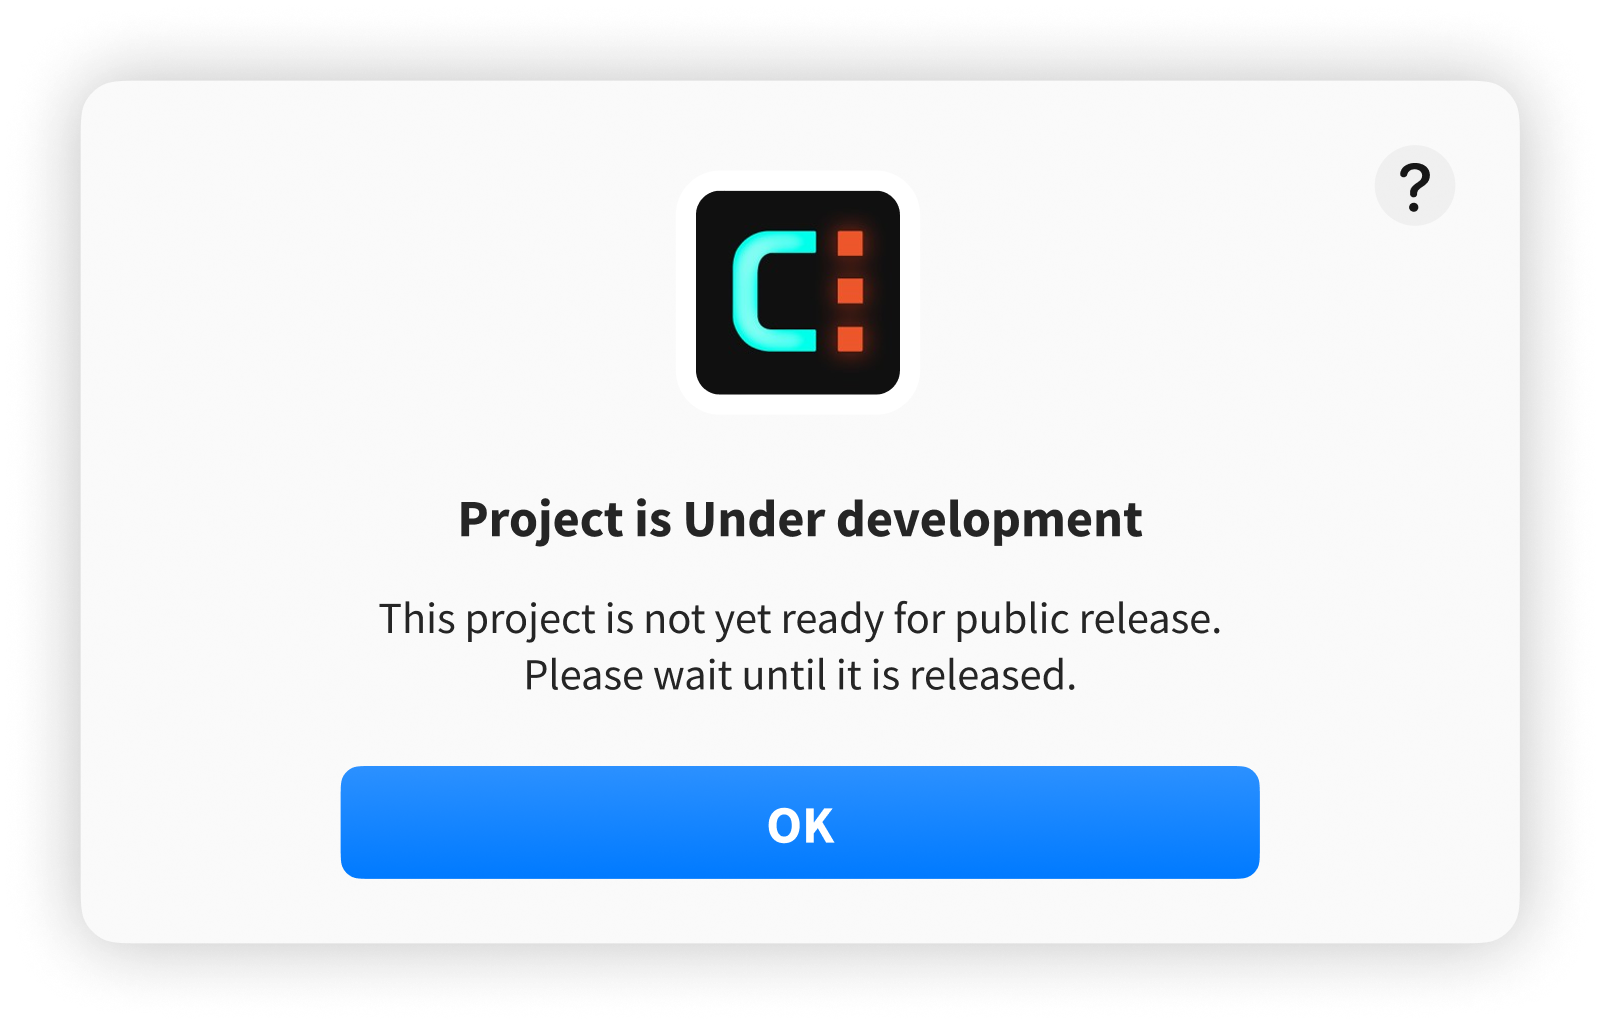 ?
Project is Under development
This project is not yet ready for public release.
Please wait until it is released.
OK